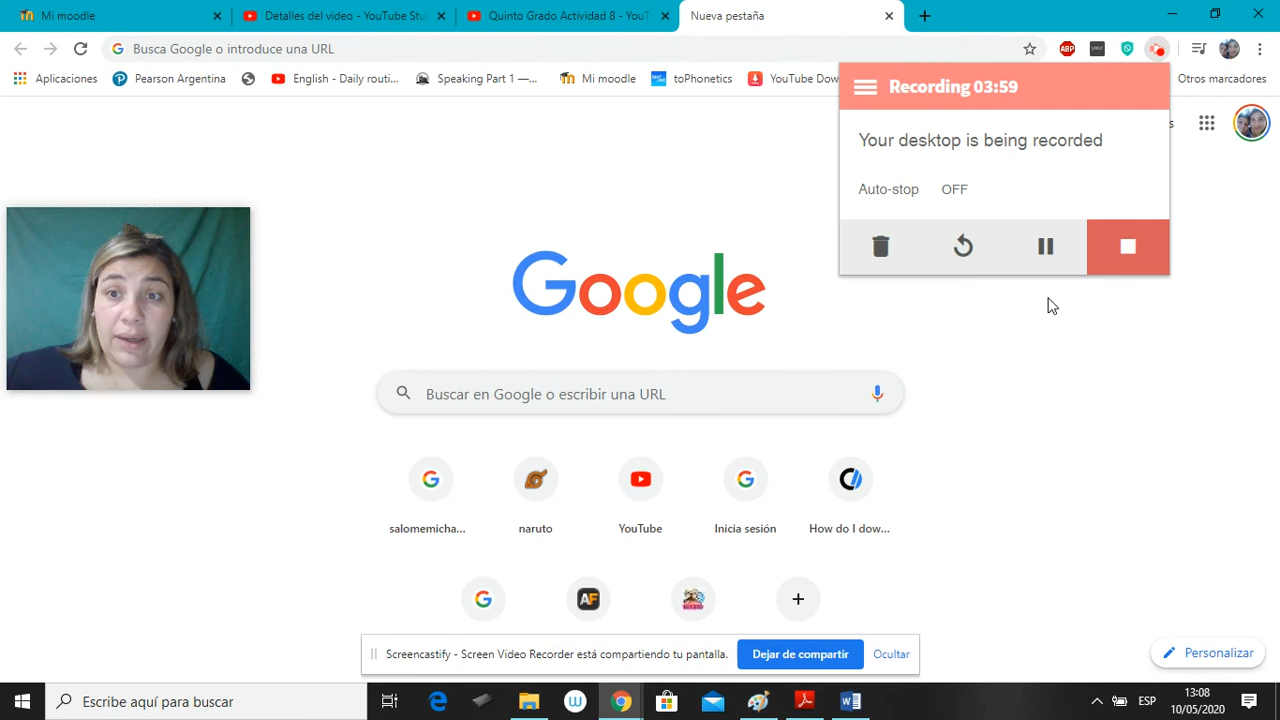 Mi moodle
Detalles del video - YouTube Stu
Quinto Grado Actividad 8 - YouT
Nueva pestaña
Busca Google o introduce una URL
ABP
Aplicaciones
Pearson Argentina
English - Daily routi...
Speaking Part 1 —...
Mi moodle
toPhonetics
YouTube Dow
Otros marcadores
Recording 03:59
Your desktop is being recorded
Auto-stop OFF
s
Google
Buscar en Google o escribir una URL
salomemicha...
naruto
YouTube
Inicia sesión
How do I dow...
AF
Screencastify - Screen Video Recorder está compartiendo tu pantalla.
Dejar de compartir
Ocultar
Personalizar
Escribe aquí para buscar
ESP
13:08
10/05/2020